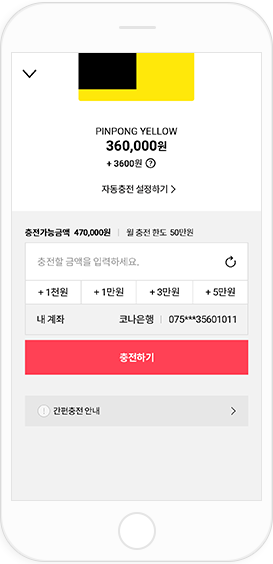 PINPONG YELLOW
360,000원
+ 3600원 ?
자동충전 설정하기 >
충전가능금액 470,000원 | 월 충전 한도 50만원
충전할 금액을 입력하세요.
+ 1천원 + 1만원 + 3만원 + 5만원
내 계좌 코나은행 | 075***35601011
충전하기
! 간편충전 안내 >